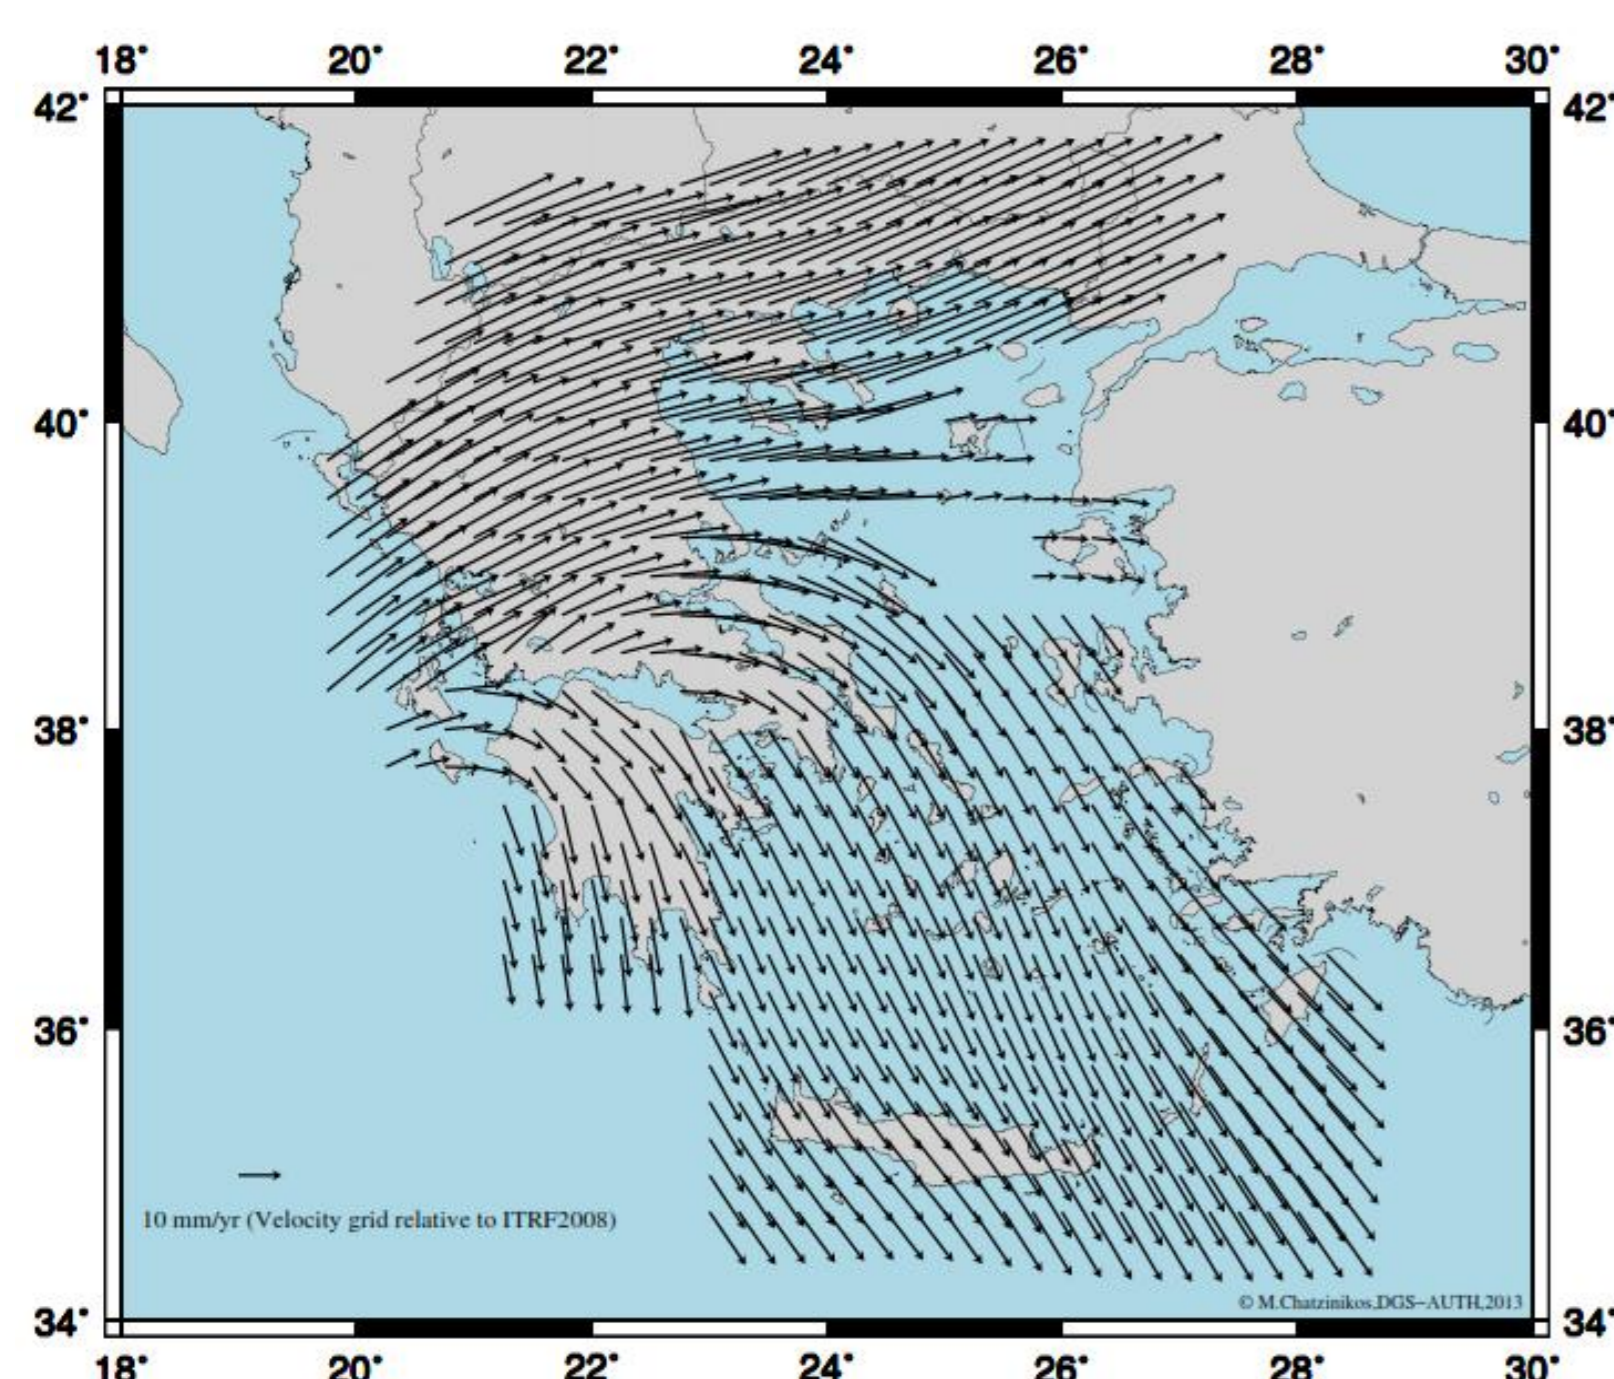 18° 20° 22° 24° 26° 28° 30°
42° 42°
40° 40°
38° 38°
36° 36°
10 mm/yr (Velocity grid relative to ITRF2008)
© M.Chatzinikos,DGS-AUTH,2013
34° 34°
18° 20° 22° 24° 26° 28° 30°